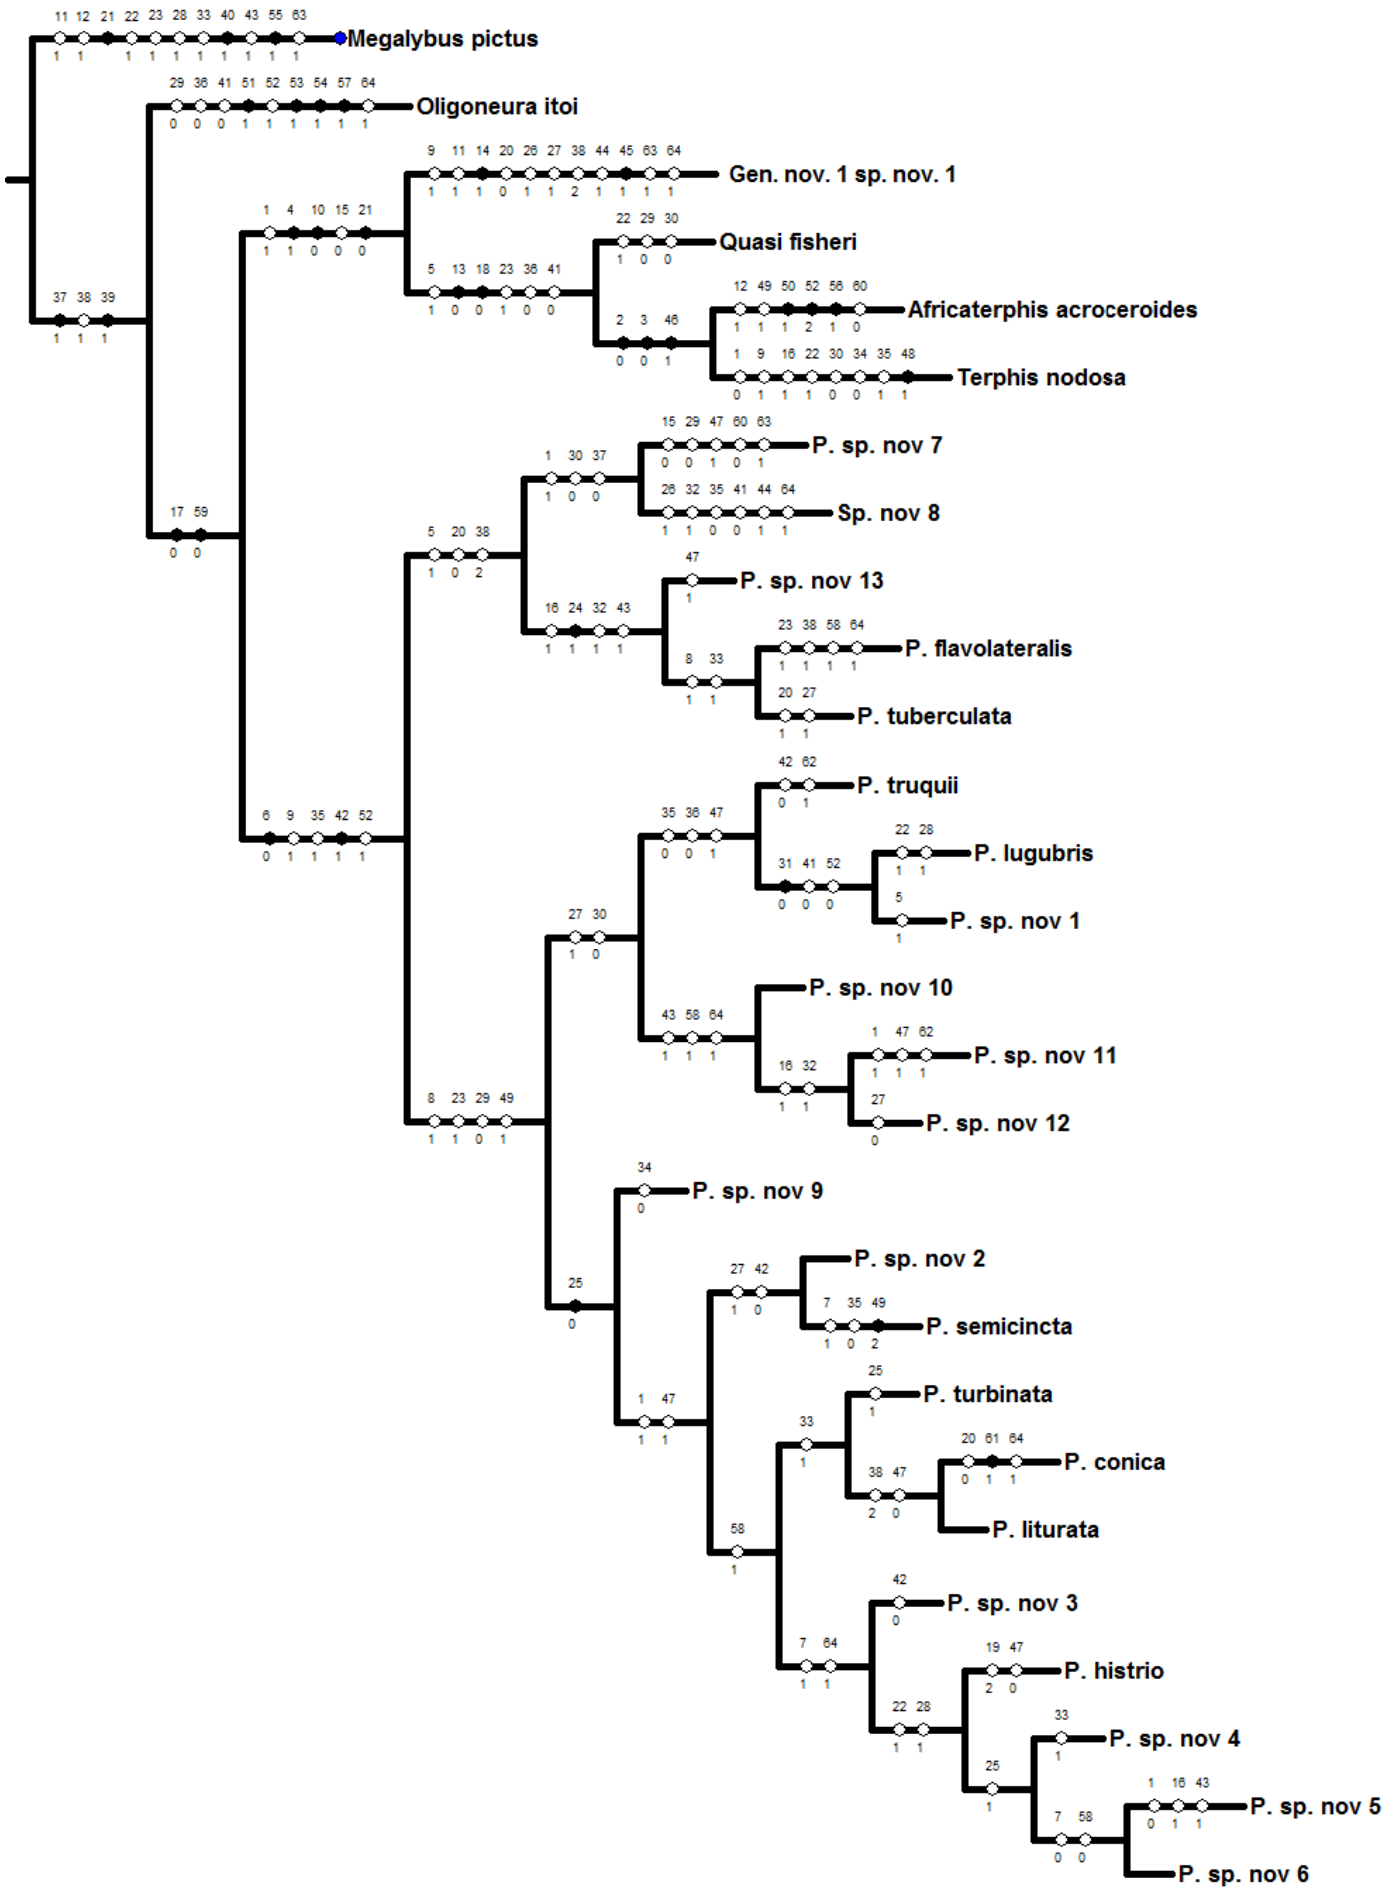 11 12 21 22 23 28 33 40 43 55 63
Megalybus pictus
1 1 1 1 1 1 1 1 1 1
29 36 41 51 52 53 54 57 64
Oligoneura itoi
0 0 0 1 1 1 1 1 1
9 11 14 20 26 27 38 44 45 63 64
Gen. nov. 1 sp. nov. 1
1 1 1 0 1 1 2 1 1 1 1
1 4 10 15 21
1 1 0 0 0
22 29 30
Quasi fisheri
1 0 0
5 13 18 23 36 41
1 0 0 1 0 0
12 49 50 52 56 60
Africaterphis acroceroides
1 1 1 2 1 0
37 38 39
1 1 1
2 3 46
0 0 1
1 9 16 22 30 34 35 48
Terphis nodosa
0 1 1 1 0 0 1 1
15 29 47 60 63
P. sp. nov 7
0 0 1 0 1
1 30 37
1 0 0
26 32 35 41 44 64
Sp. nov 8
1 1 0 0 1 1
17 59
0 0
5 20 38
1 0 2
47
P. sp. nov 13
1
16 24 32 43
1 1 1 1
23 38 58 64
P. flavolateralis
1 1 1 1
8 33
1 1
20 27
P. tuberculata
1 1
42 62
P. truquii
0 1
6 9 35 42 52
0 1 1 1 1
35 36 47
0 0 1
22 28
P. lugubris
1 1
31 41 52
0 0 0
5
P. sp. nov 1
1
27 30
1 0
P. sp. nov 10
43 58 64
1 1 1
1 47 62
P. sp. nov 11
1 1 1
16 32
1 1
27
P. sp. nov 12
0
8 23 29 49
1 1 0 1
34
P. sp. nov 9
0
P. sp. nov 2
27 42
1 0
25
0
7 35 49
P. semicincta
1 0 2
25
P. turbinata
1
1 47
1 1
33
1
20 61 64
P. conica
0 1 1
38 47
2 0
P. liturata
58
1
42
P. sp. nov 3
0
7 64
1 1
19 47
P. histrio
2 0
22 28
1 1
33
P. sp. nov 4
1
25
1
1 16 43
P. sp. nov 5
0 1 1
7 58
0 0
P. sp. nov 6